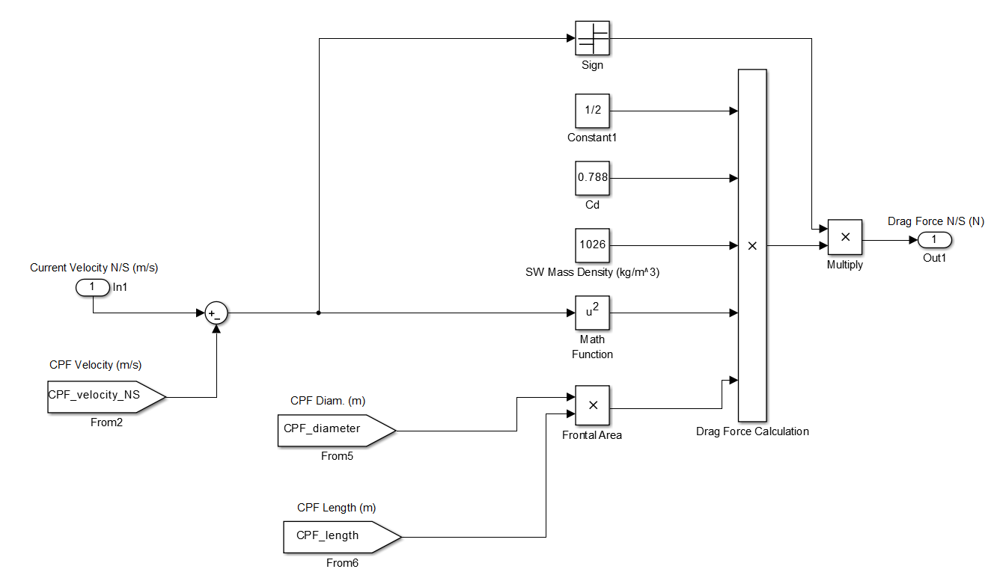 Sign
1/2
Constant1
0.788
Cd
1026
SW Mass Density (kg/m^3)
u2
Math
Function
×
Frontal Area
×
Drag Force Calculation
×
Multiply
Drag Force N/S (N)
1
Out1
Current Velocity N/S (m/s)
1
In1
+
−
CPF Velocity (m/s)
CPF_velocity_NS
From2
CPF Diam. (m)
CPF_diameter
From5
CPF Length (m)
CPF_length
From6